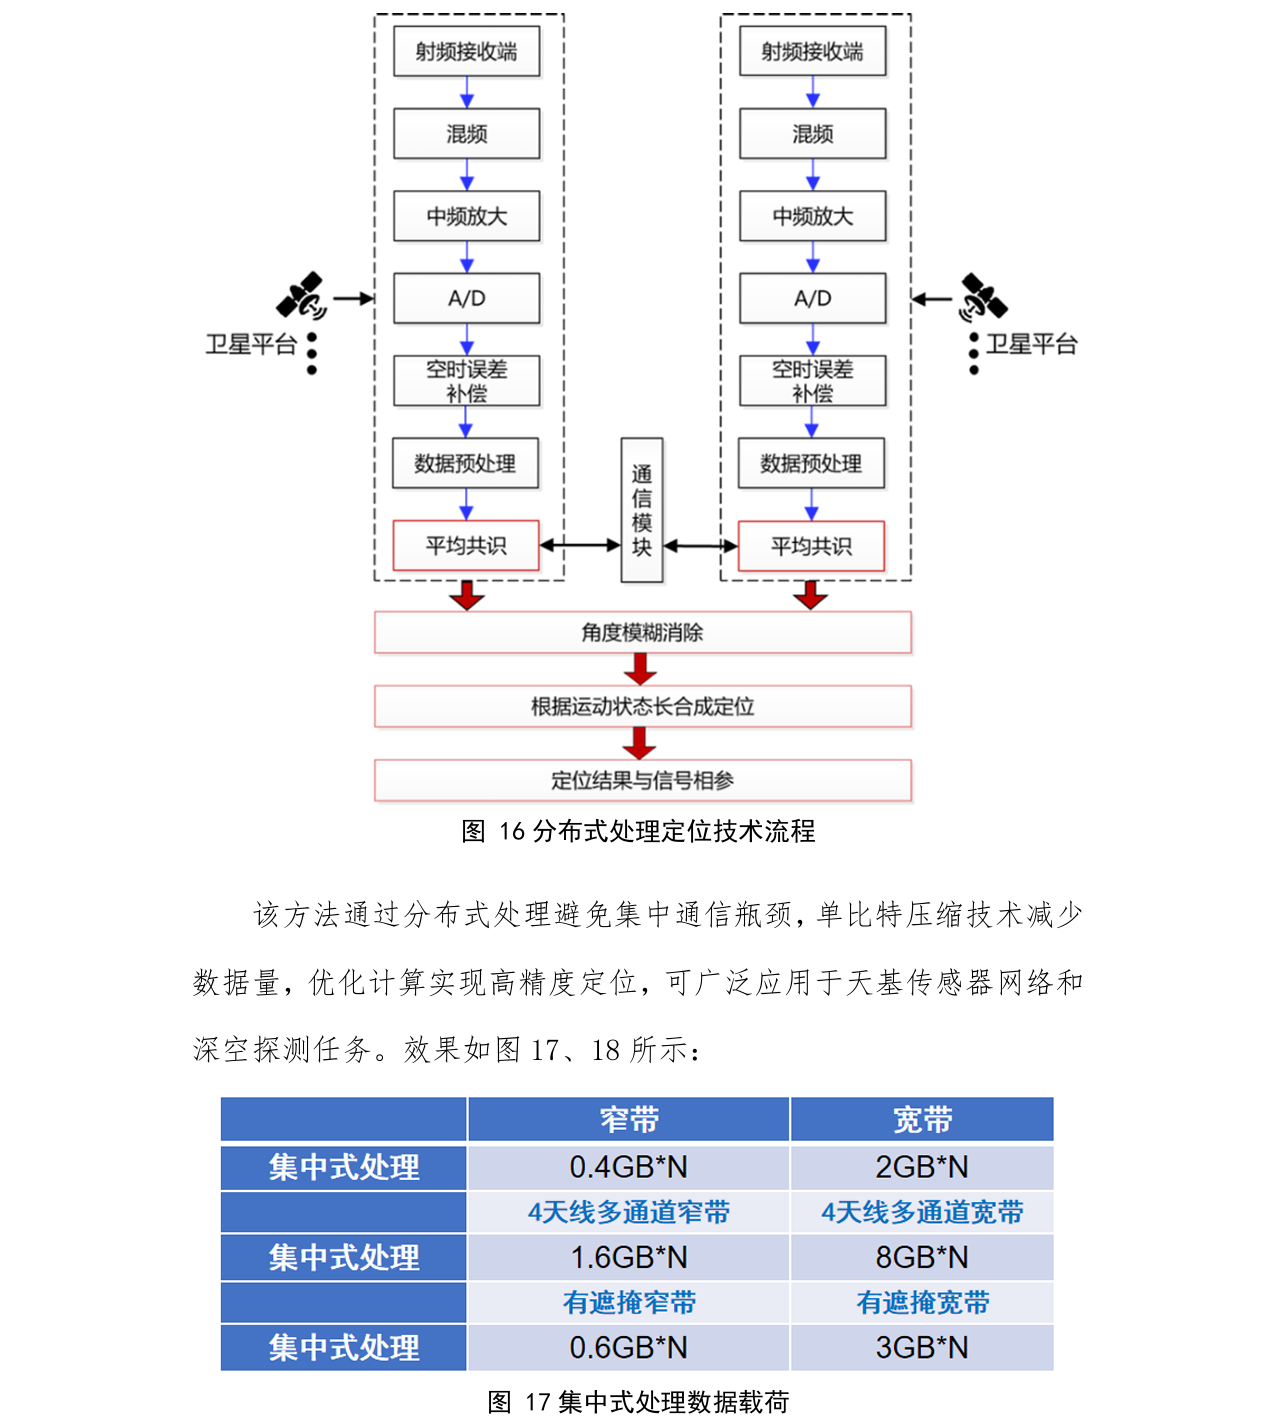 射频接收端
混频
中频放大
A/D
空时误差
补偿
数据预处理
平均共识
卫星平台
通信模块
射频接收端
混频
中频放大
A/D
空时误差
补偿
数据预处理
平均共识
卫星平台
角度模糊消除
根据运动状态长合成定位
定位结果与信号相参
图 16 分布式处理定位技术流程
该方法通过分布式处理避免集中通信瓶颈，单比特压缩技术减少
数据量，优化计算实现高精度定位，可广泛应用于天基传感器网络和
深空探测任务。效果如图 17、18 所示：
窄带 宽带
集中式处理 0.4GB*N 2GB*N
4天线多通道窄带 4天线多通道宽带
集中式处理 1.6GB*N 8GB*N
有遮掩窄带 有遮掩宽带
集中式处理 0.6GB*N 3GB*N
图 17 集中式处理数据载荷